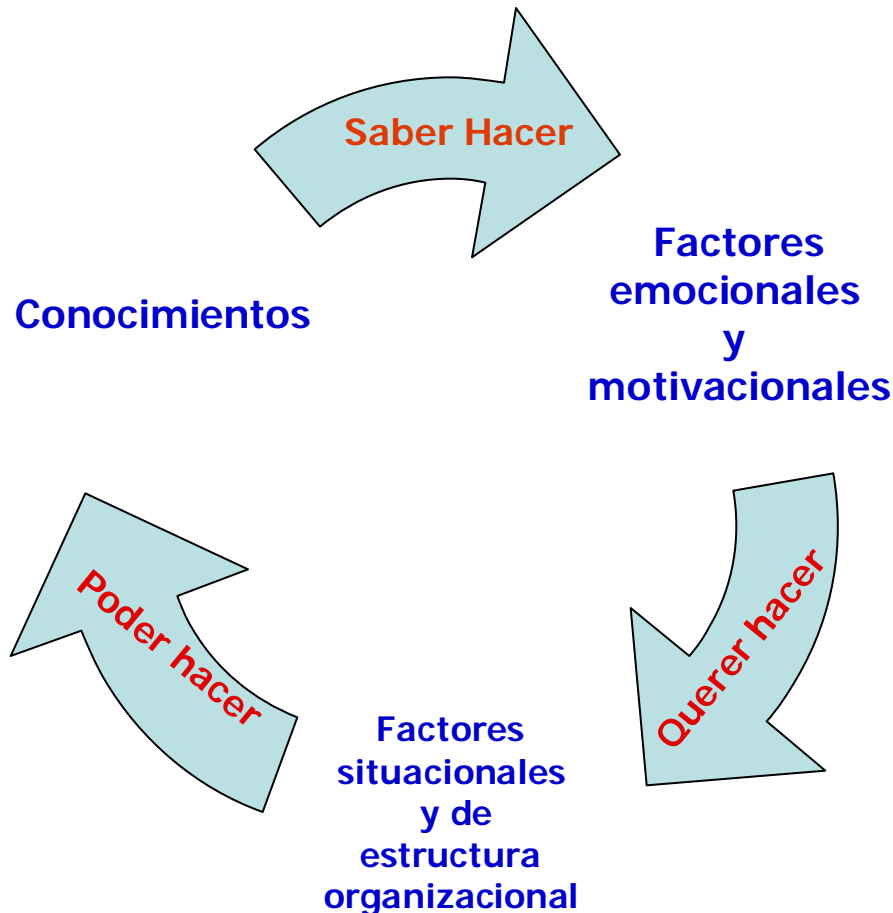 Saber Hacer
Factores
emocionales
y
motivacionales
Conocimientos
Querer hacer
Poder hacer
Factores
situacionales
y de
estructura
organizacional